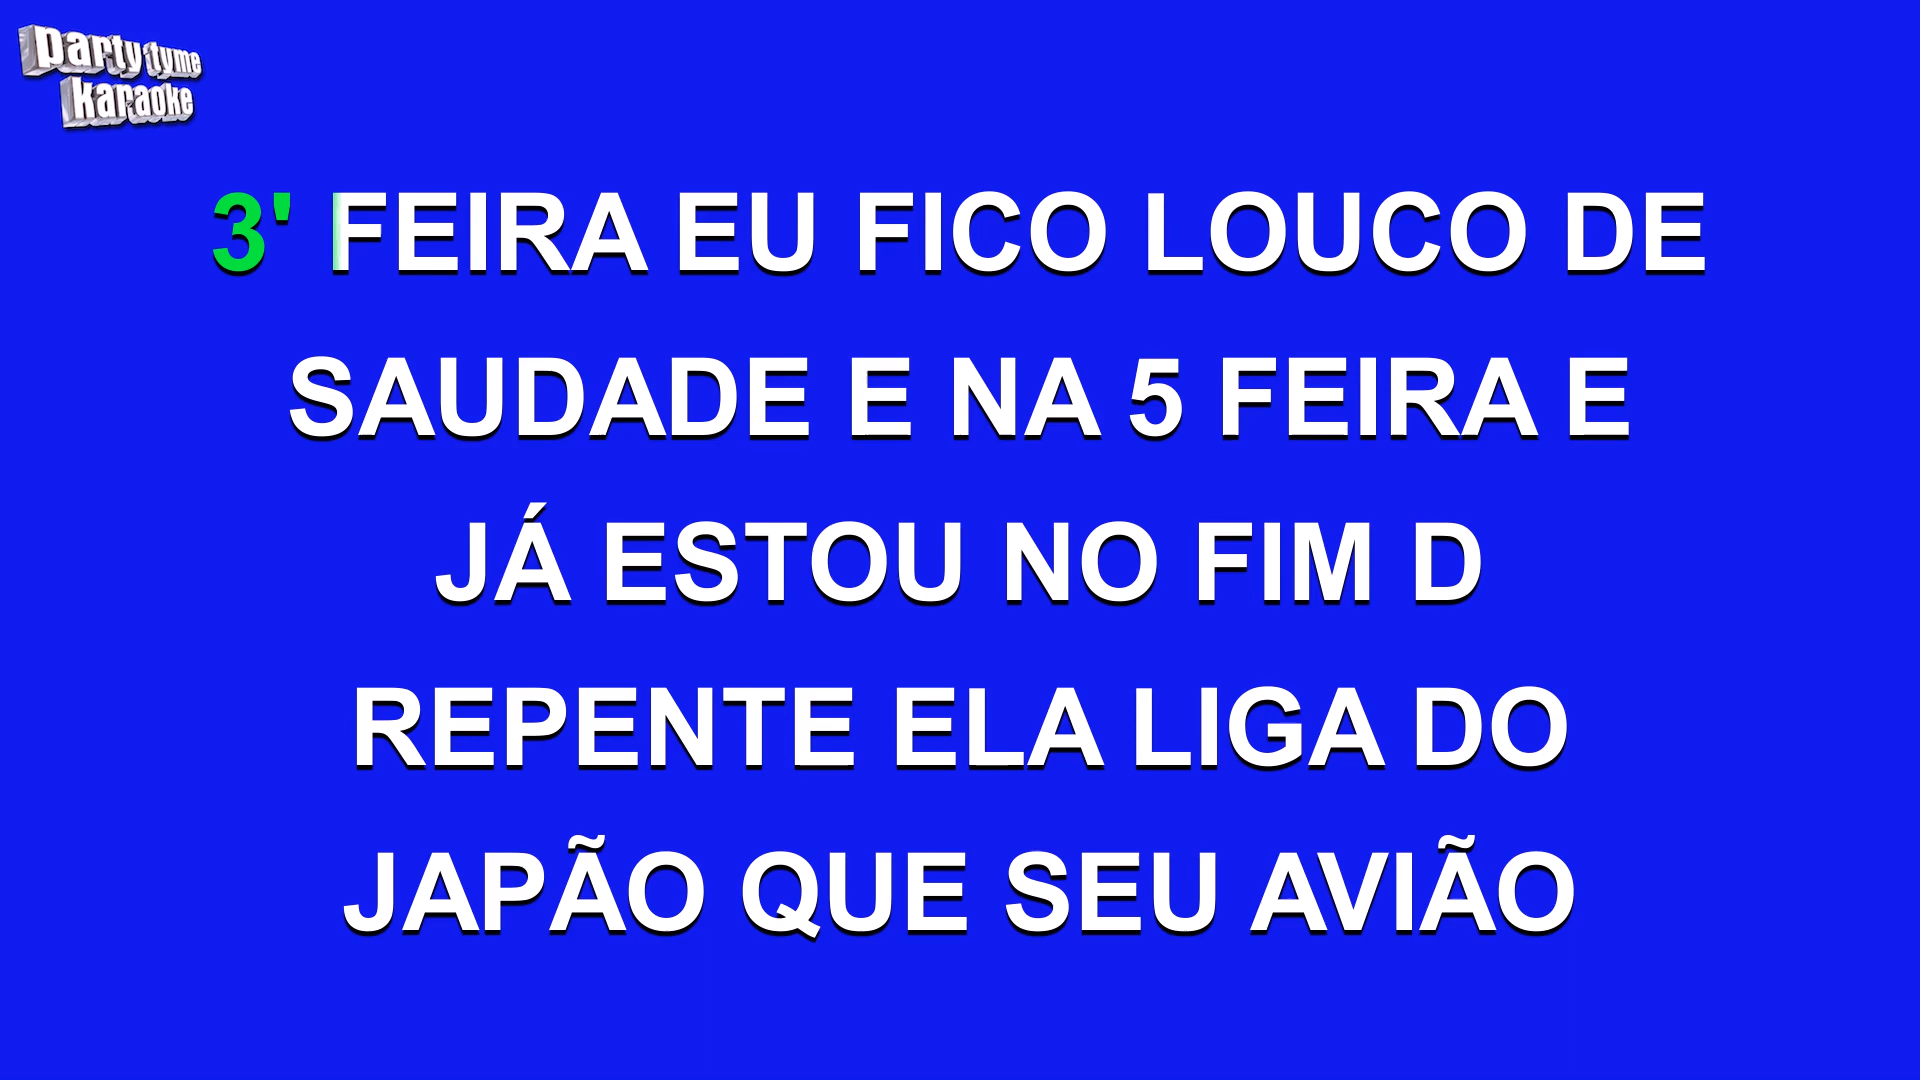 party tyme
karaoke
3' FEIRA EU FICO LOUCO DE
SAUDADE E NA 5 FEIRA E
JÁ ESTOU NO FIM D
REPENTE ELA LIGA DO
JAPÃO QUE SEU AVIÃO